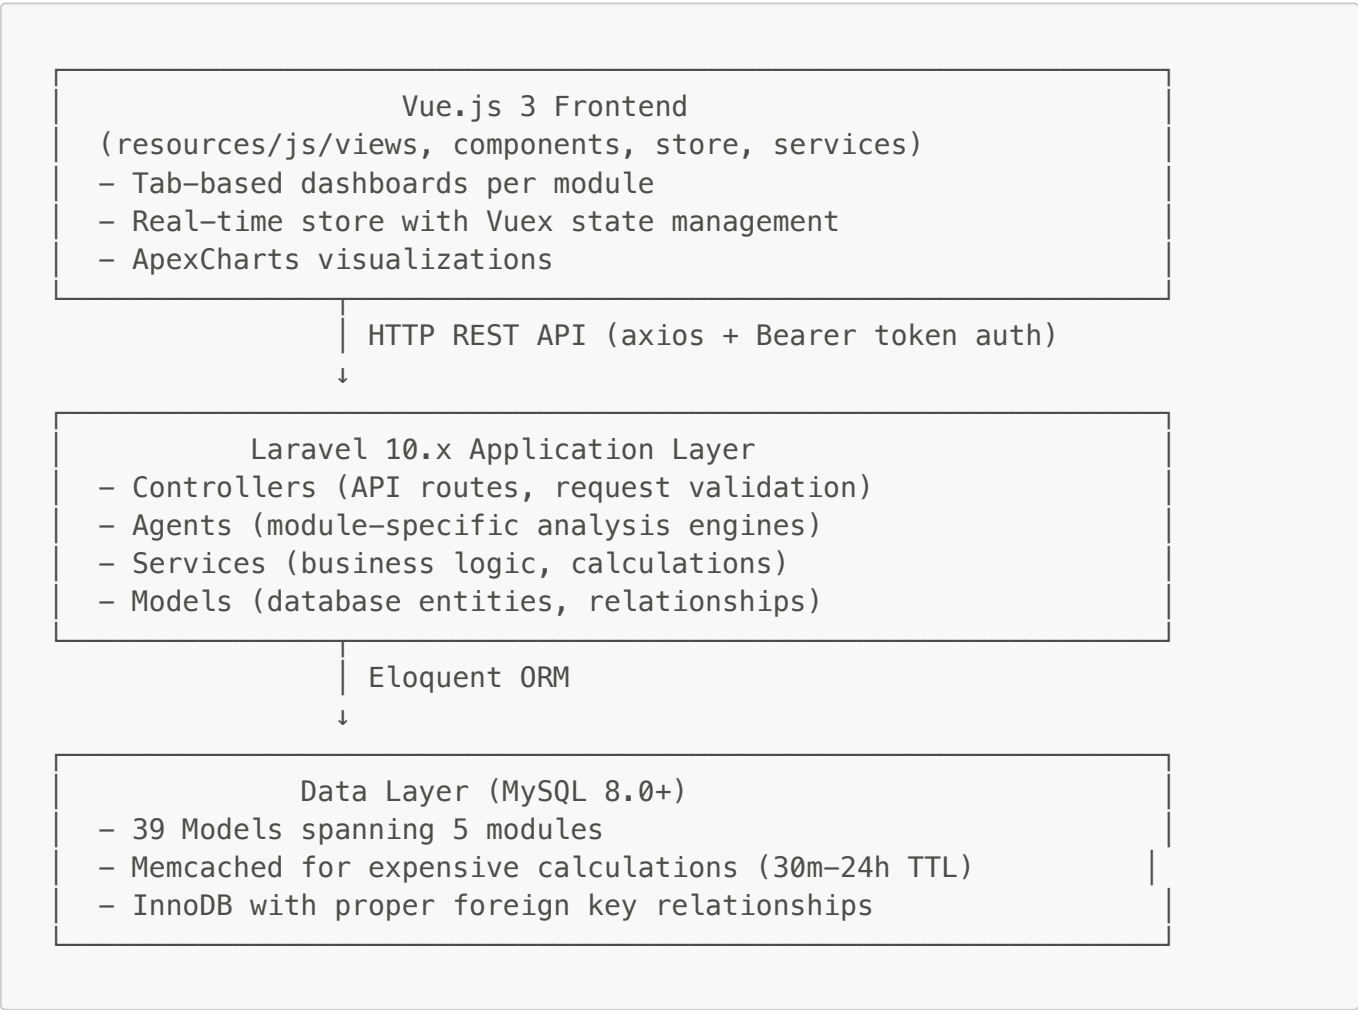 Vue.js 3 Frontend
(resources/js/views, components, store, services)
– Tab–based dashboards per module
– Real–time store with Vuex state management
– ApexCharts visualizations
HTTP REST API (axios + Bearer token auth)
↓
Laravel 10.x Application Layer
– Controllers (API routes, request validation)
– Agents (module–specific analysis engines)
– Services (business logic, calculations)
– Models (database entities, relationships)
Eloquent ORM
↓
Data Layer (MySQL 8.0+)
– 39 Models spanning 5 modules
– Memcached for expensive calculations (30m–24h TTL)
– InnoDB with proper foreign key relationships